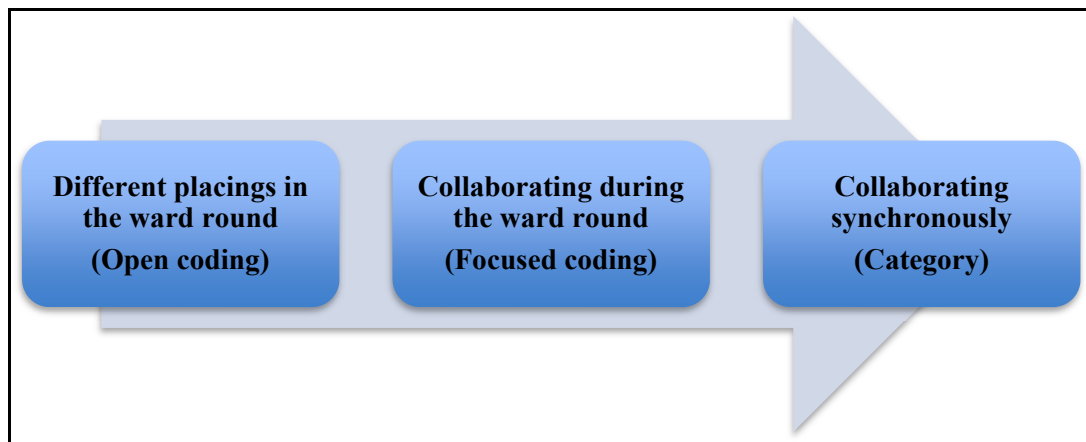 Different placings in
the ward round
(Open coding)
Collaborating during
the ward round
(Focused coding)
Collaborating
synchronously
(Category)